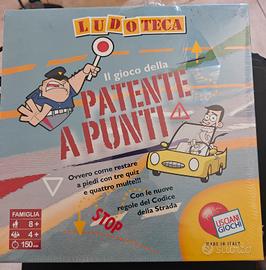 LUDOTECA
Il gioco della
PATENTE
A PUNTI
Ovvero come restare
a piedi con tre quiz
e quattro multe!!!
Con le nuove
regole del Codice
della Strada
STOP
FAMIGLIA
8+
4+
150
LISCIANI
GIOCHI
MADE IN ITALY